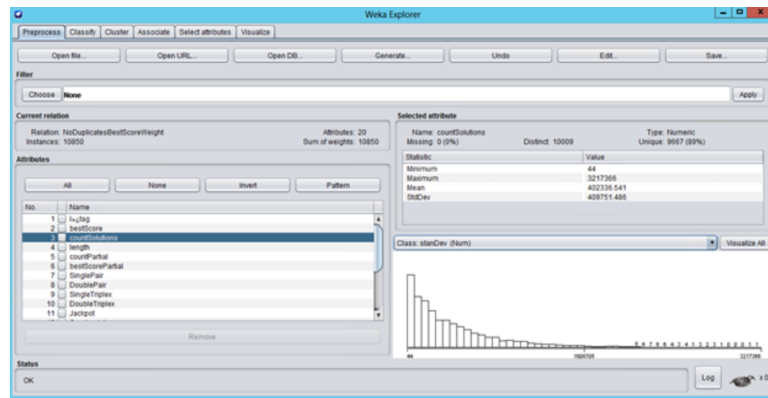 Weka Explorer
Preprocess Classify Cluster Associate Select attributes Visualize
Open file... Open URL... Open DB... Generate... Undo Edit... Save...
Filter
Choose None Apply
Current relation
Relation: NoDuplicatesBestScoreWeight Attributes: 20
Instances: 10850 Sum of weights: 10850
Selected attribute
Name: countSolutions Type: Numeric
Missing: 0 (0%) Distinct: 10009 Unique: 9667 (89%)
Statistic Value
Minimum 44
Maximum 3217366
Mean 402336.541
StdDev 409751.486
Attributes
All None Invert Pattern
No. Name
1 ï»¿tag
2 bestScore
3 countSolutions
4 length
5 countPartial
6 bestScorePartial
7 SinglePair
8 DoublePair
9 SingleTriplex
10 DoubleTriplex
11 Jackpot
Remove
Class: stanDev (Num) Visualize All
44 1608705 3217366
Status
OK
Log x 0